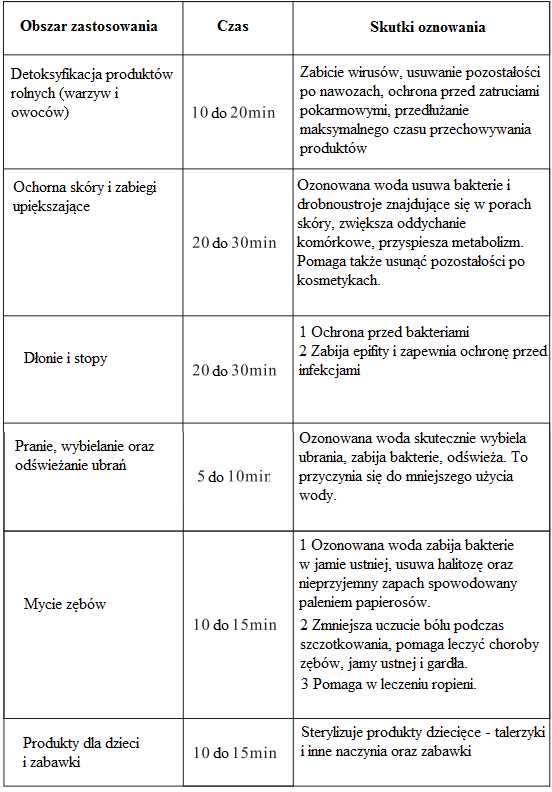 Obszar zastosowania
Czas
Skutki oznowania
Detoksyfikacja produktów
rolnych (warzyw i
owoców)
10 do 20min
Zabicie wirusów, usuwanie pozostałości
po nawozach, ochrona przed zatruciami
pokarmowymi, przedłużanie
maksymalnego czasu przechowywania
produktów
Ochorna skóry i zabiegi
upiększające
20 do 30min
Ozonowana woda usuwa bakterie i
drobnoustroje znajdujące się w porach
skóry, zwiększa oddychanie
komórkowe, przyspiesza metabolizm.
Pomaga także usunąć pozostałości po
kosmetykach.
Dłonie i stopy
20 do 30min
1 Ochrona przed bakteriami
2 Zabija epifity i zapewnia ochronę przed
infekcjami
Pranie, wybielanie oraz
odświeżanie ubrań
5 do 10min
Ozonowana woda skutecznie wybiela
ubrania, zabija bakterie, odświeża. To
przyczynia się do mniejszego użycia
wody.
Mycie zębów
10 do 15min
1 Ozonowana woda zabija bakterie
w jamie ustniej, usuwa halitozę oraz
nieprzyjemny zapach spowodowany
paleniem papierosów.
2 Zmniejsza uczucie bólu podczas
szczotkowania, pomaga leczyć choroby
zębów, jamy ustnej i gardła.
3 Pomaga w leczeniu ropieni.
Produkty dla dzieci
i zabawki
10 do 15min
Sterylizuje produkty dziecięce - talerzyki
i inne naczynia oraz zabawki